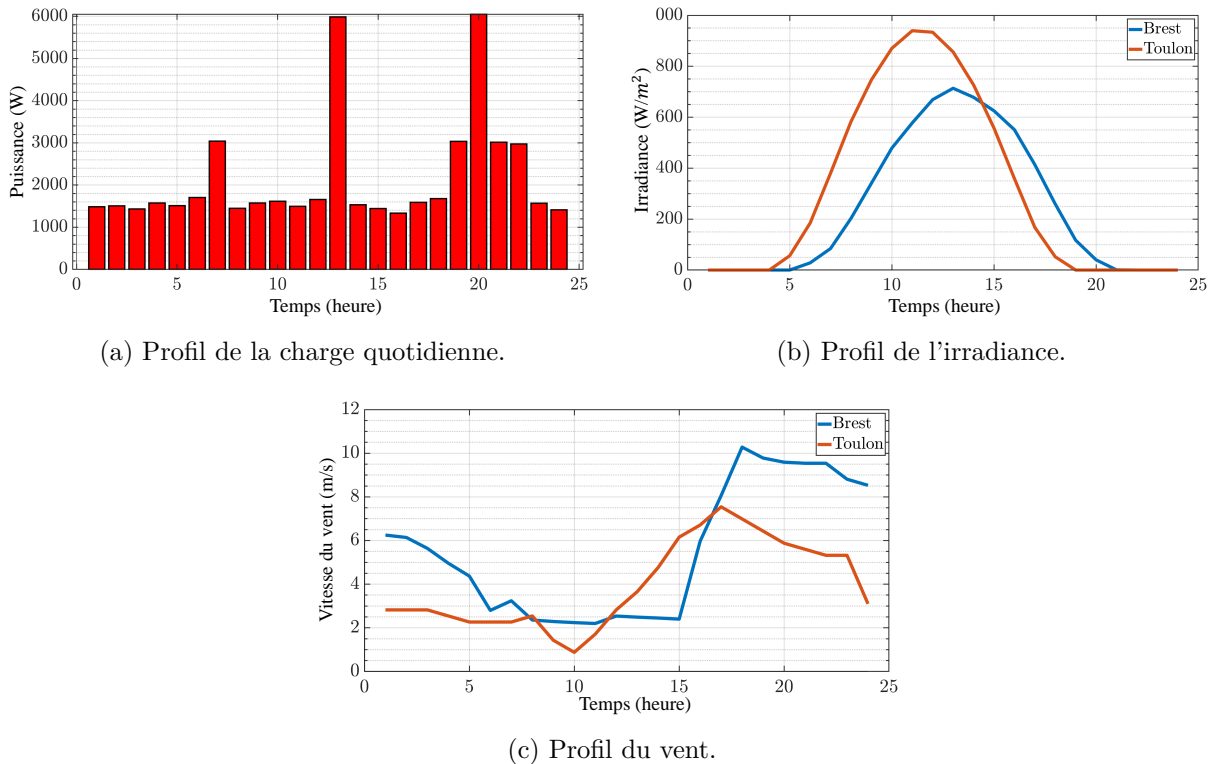 6000
5000
4000
3000
2000
1000
0
Puissance (W)
0 5 10 15 20 25
Temps (heure)
(a) Profil de la charge quotidienne.
000
800
600
400
200
00
Irradiance (W/m²)
Brest
Toulon
0 5 10 15 20 25
Temps (heure)
(b) Profil de l'irradiance.
12
10
8
6
4
2
0
Vitesse du vent (m/s)
Brest
Toulon
0 5 10 15 20 25
Temps (heure)
(c) Profil du vent.